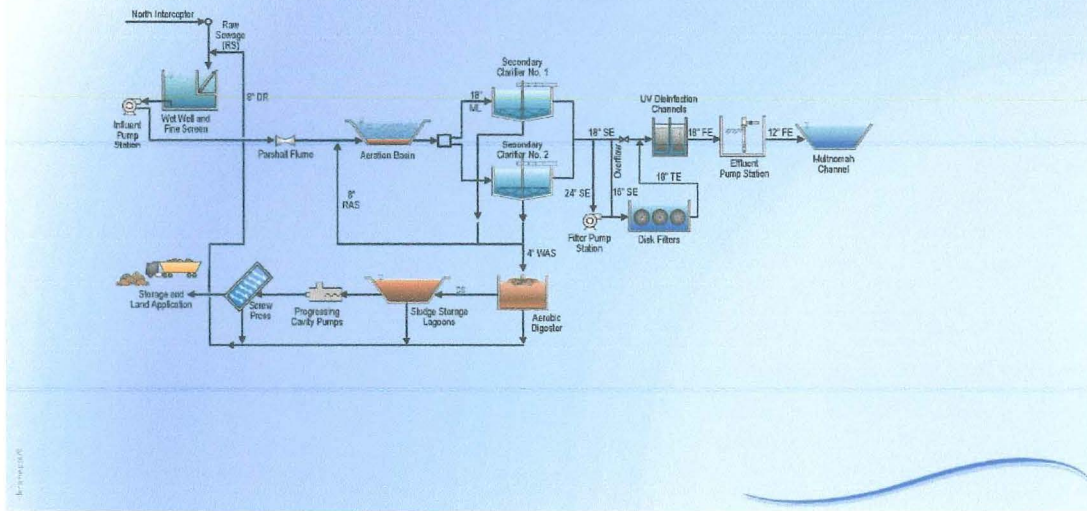 North Interceptor
Raw
Sewage
(RS)
8" DR
Wet Well and
Fine Screen
Influent
Pump
Station
Parshall Flume
Aeration Basin
8"
RAS
18"
ML
Secondary
Clarifier No. 1
Secondary
Clarifier No. 2
18" SE
Overflow
24" SE
16" SE
18" TE
UV Disinfection
Channels
18" FE
Effluent
Pump Station
12" FE
Multnomah
Channel
Filter Pump
Station
Disk Filters
4" WAS
Aerobic
Digester
DS
Sludge Storage
Lagoons
Progressing
Cavity Pumps
Screw
Press
Storage and
Land Application